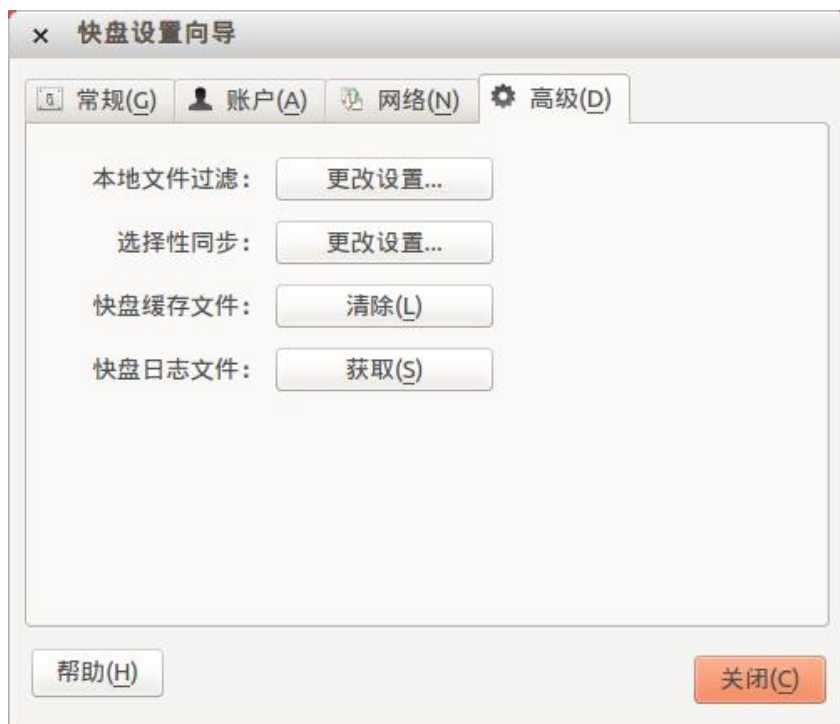 × 快盘设置向导
常规(G) 账户(A) 网络(N) 高级(D)
本地文件过滤: 更改设置...
选择性同步: 更改设置...
快盘缓存文件: 清除(L)
快盘日志文件: 获取(S)
帮助(H) 关闭(C)